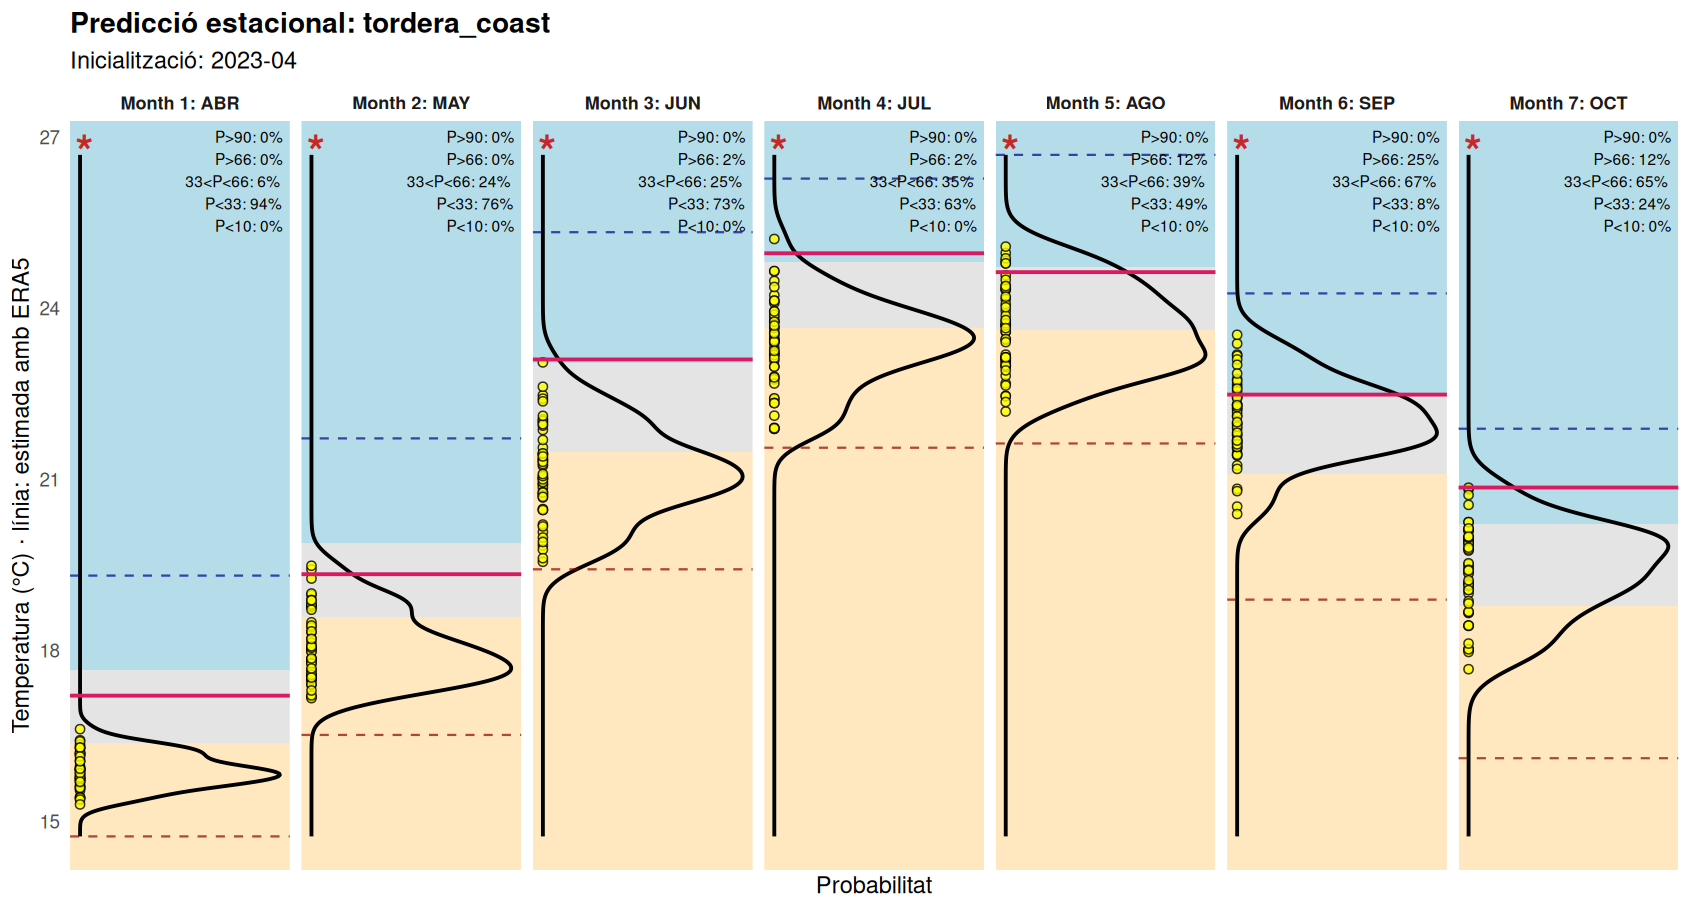 Predicció estacional: tordera_coast
Inicialització: 2023-04
Month 1: ABR
Month 2: MAY
Month 3: JUN
Month 4: JUL
Month 5: AGO
Month 6: SEP
Month 7: OCT
Temperatura (°C) · línia: estimada amb ERA5
27
24
21
18
15
*
P>90: 0%
P>66: 0%
33<P<66: 6%
P<33: 94%
P<10: 0%
*
P>90: 0%
P>66: 0%
33<P<66: 24%
P<33: 76%
P<10: 0%
*
P>90: 0%
P>66: 2%
33<P<66: 25%
P<33: 73%
P<10: 0%
*
P>90: 0%
P>66: 2%
33<P<66: 35%
P<33: 63%
P<10: 0%
*
P>90: 0%
P>66: 12%
33<P<66: 39%
P<33: 49%
P<10: 0%
*
P>90: 0%
P>66: 25%
33<P<66: 67%
P<33: 8%
P<10: 0%
*
P>90: 0%
P>66: 12%
33<P<66: 65%
P<33: 24%
P<10: 0%
Probabilitat